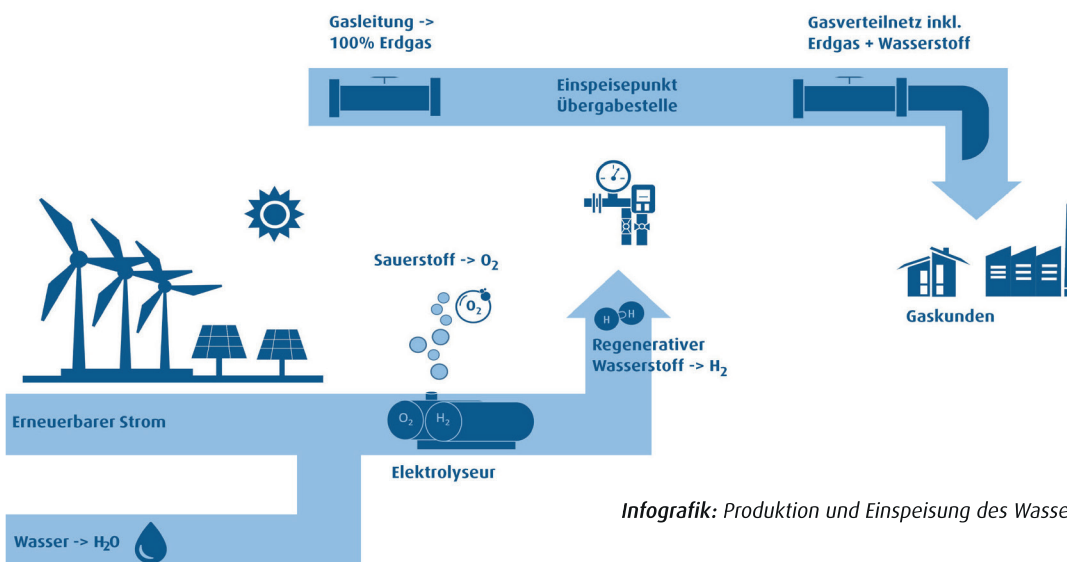 Gasleitung ->
100% Erdgas
Gasverteilnetz inkl.
Erdgas + Wasserstoff
Einspeisepunkt
Übergabestelle
Sauerstoff -> O₂
O₂
H H
Regenerativer
Wasserstoff -> H₂
Gaskunden
Erneuerbarer Strom
O₂ H₂
Elektrolyseur
Wasser -> H₂O
Infografik: Produktion und Einspeisung des Wasse